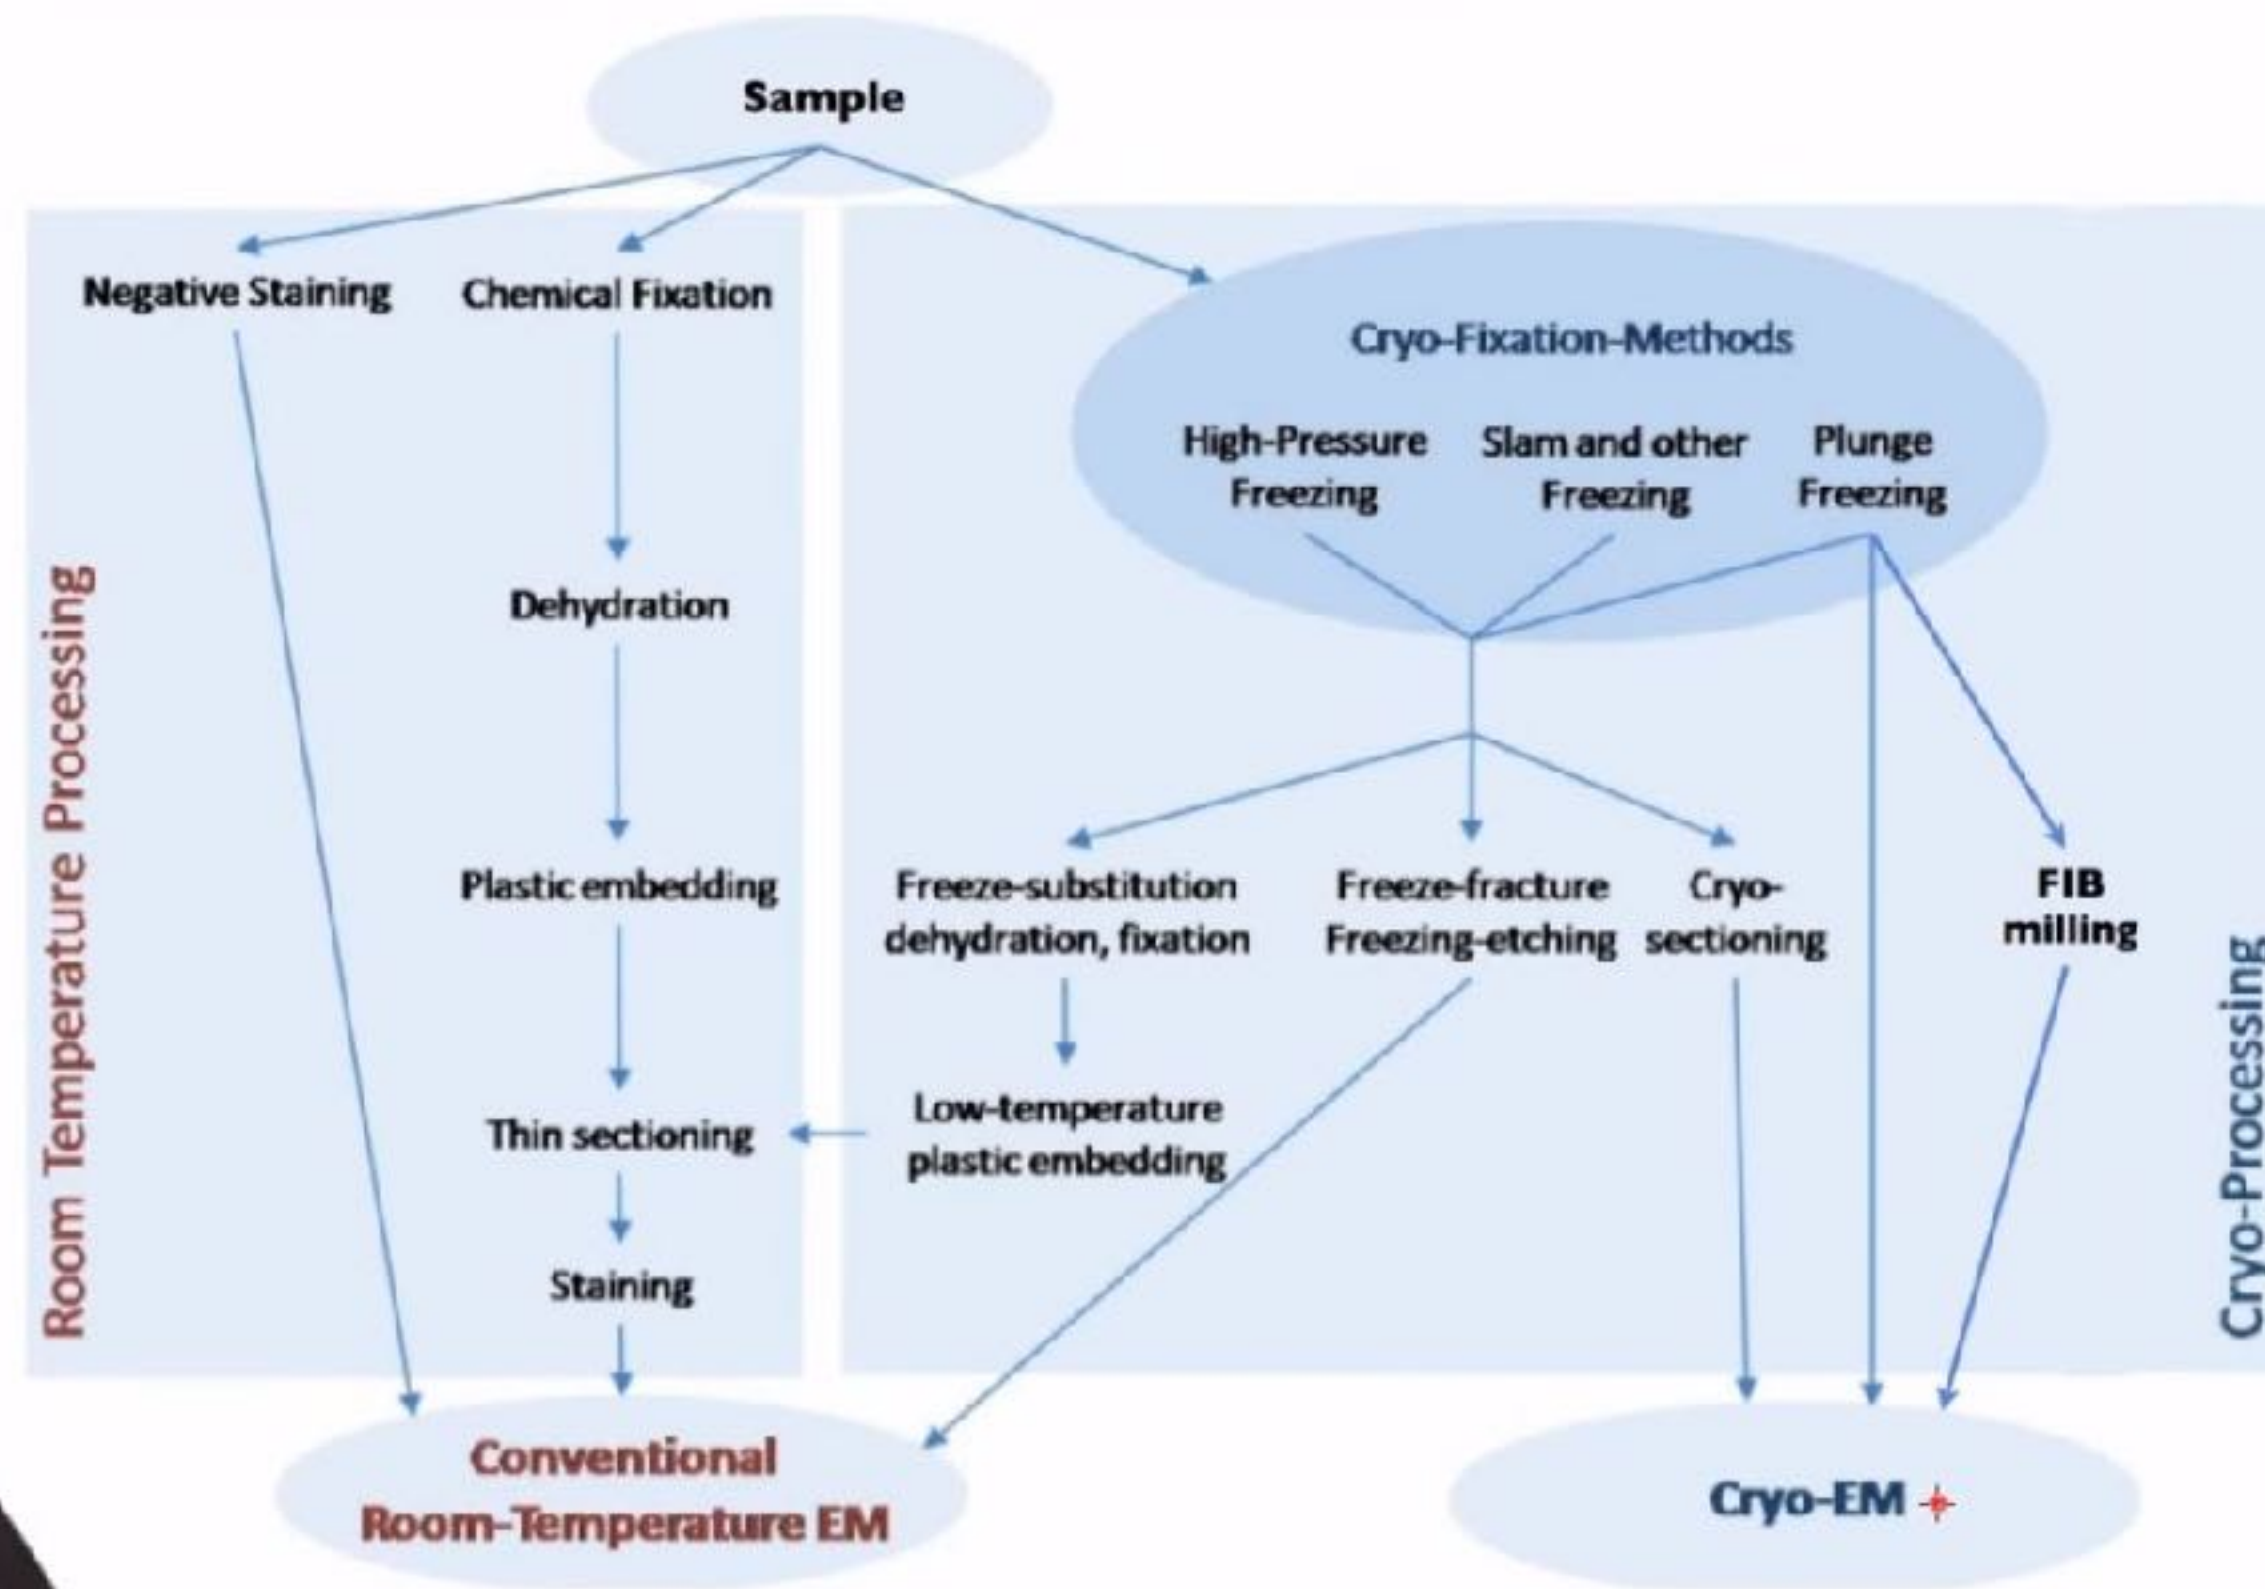 Sample
Negative Staining
Chemical Fixation
Cryo-Fixation-Methods
High-Pressure
Freezing
Slam and other
Freezing
Plunge
Freezing
Dehydration
Plastic embedding
Freeze-substitution
dehydration, fixation
Freeze-fracture
Freezing-etching
Cryo-
sectioning
FIB
milling
Thin sectioning
Low-temperature
plastic embedding
Staining
Room Temperature Processing
Cryo-Processing
Conventional
Room-Temperature EM
Cryo-EM